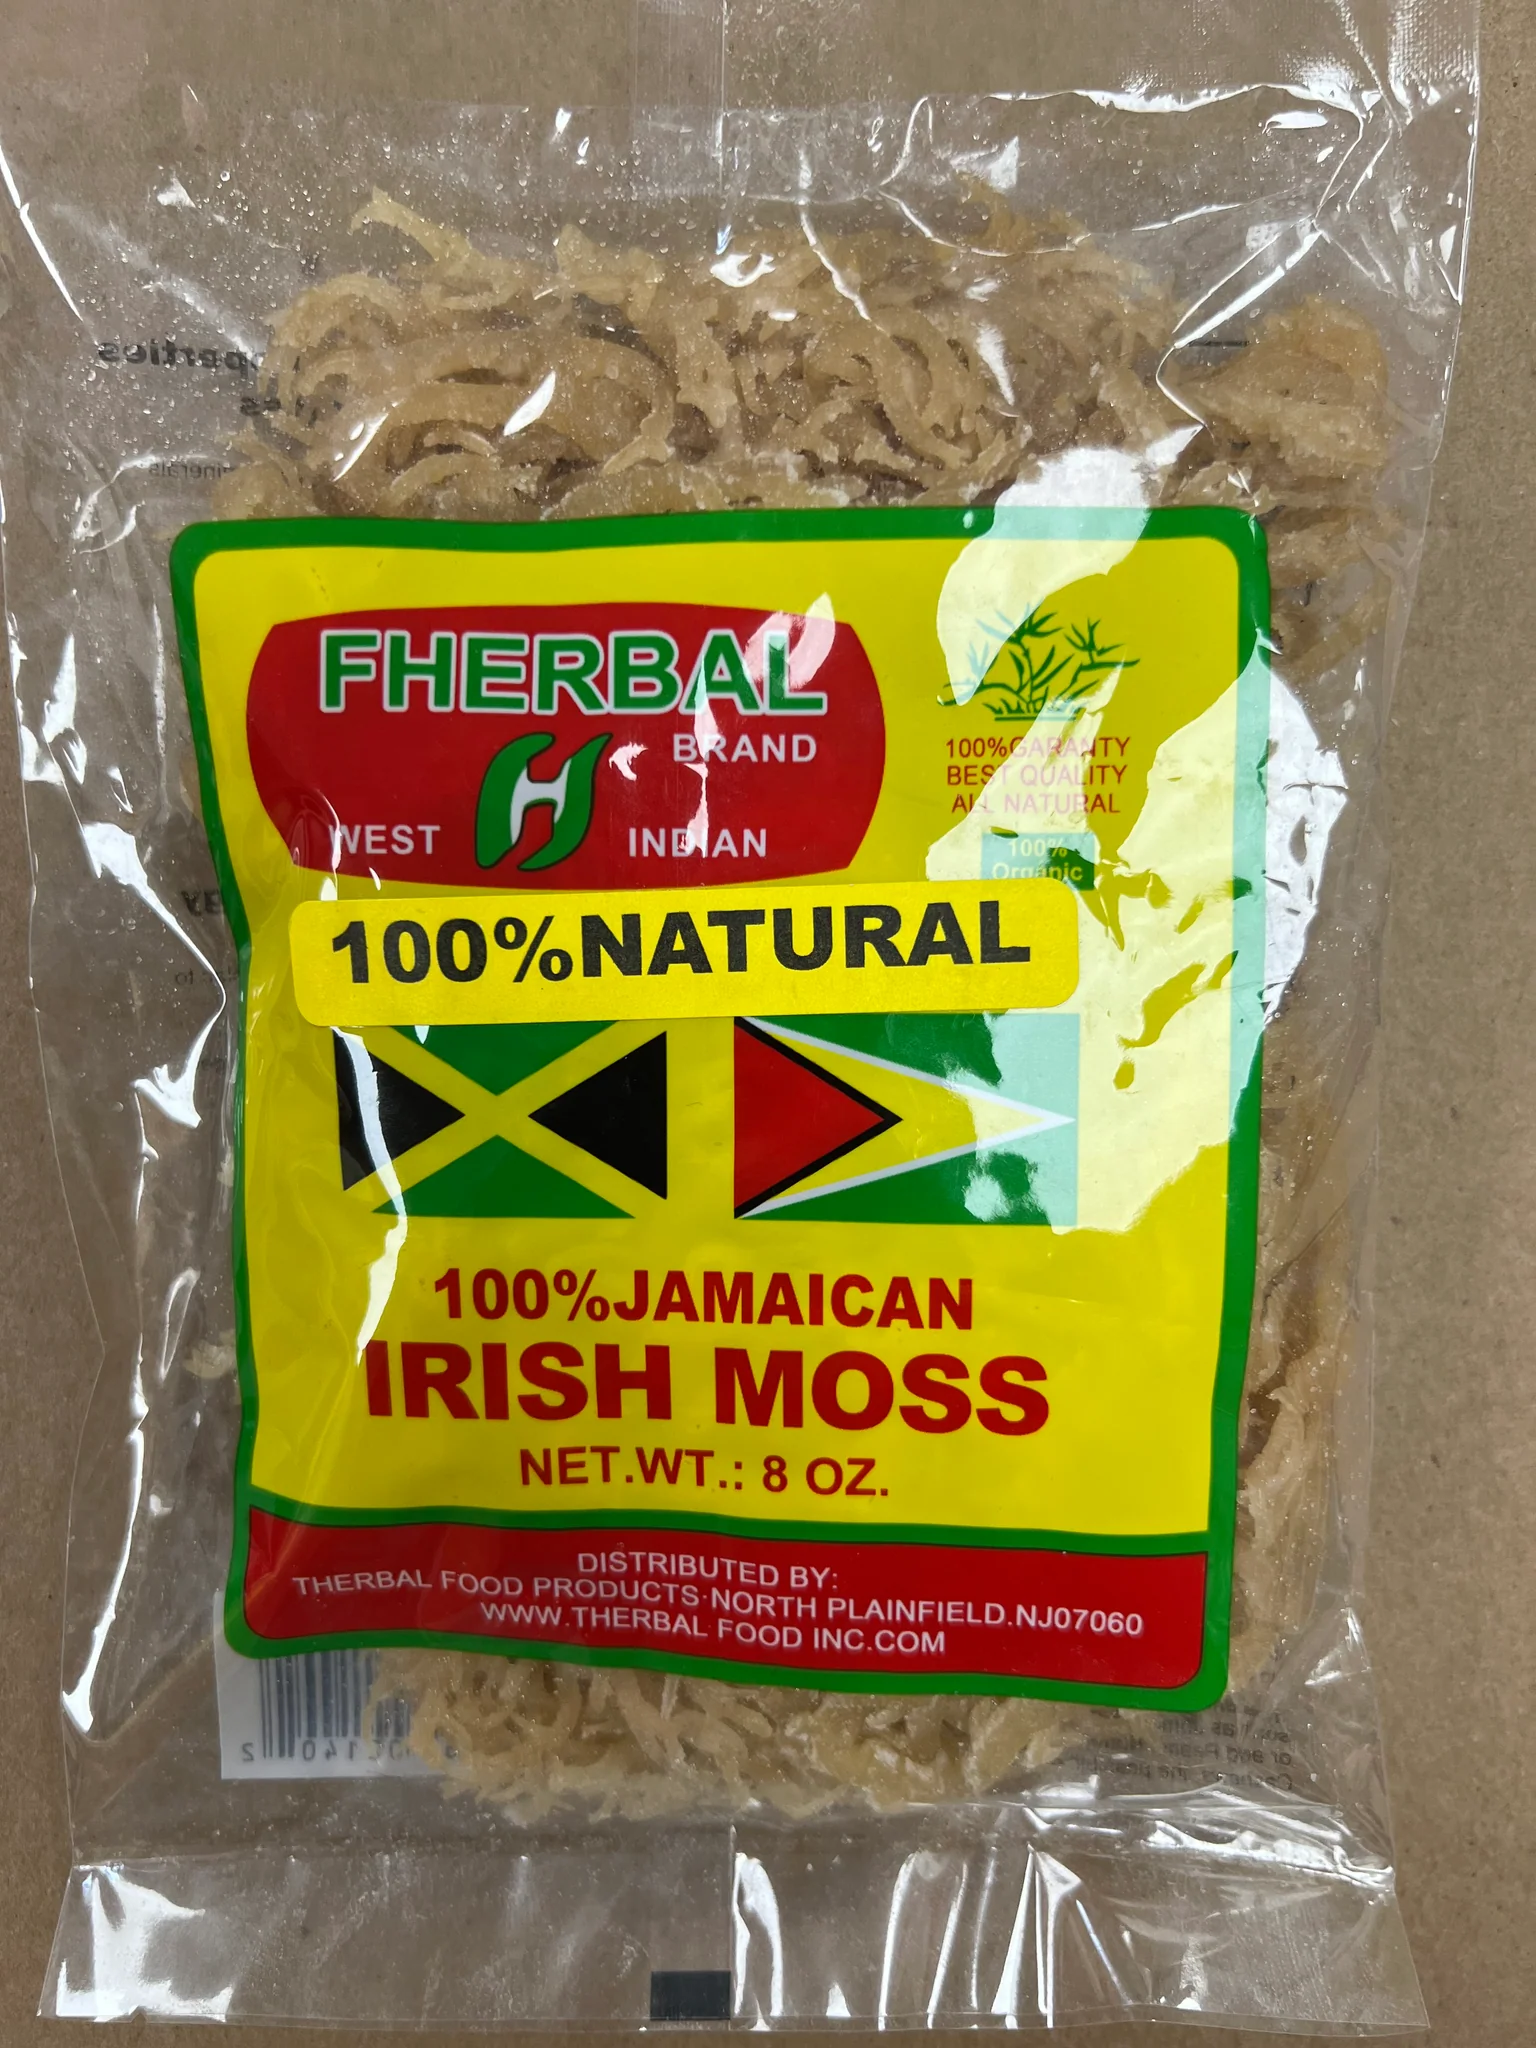 FHERBAL
BRAND
WEST INDIAN
100%GARANTY
BEST QUALITY
ALL NATURAL
100%
Organic
100%NATURAL
100%JAMAICAN
IRISH MOSS
NET.WT.: 8 OZ.
DISTRIBUTED BY:
THERBAL FOOD PRODUCTS·NORTH PLAINFIELD.NJ07060
WWW.THERBAL FOOD INC.COM